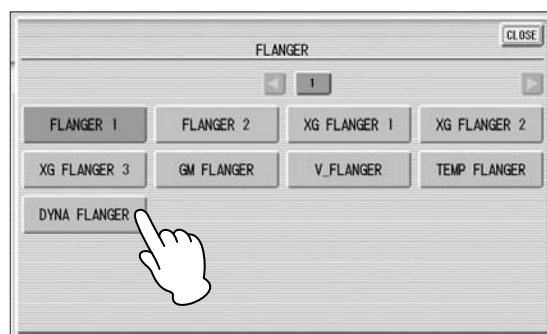 CLOSE
FLANGER
1
FLANGER 1 FLANGER 2 XG FLANGER 1 XG FLANGER 2
XG FLANGER 3 GM FLANGER V_FLANGER TEMP FLANGER
DYNA FLANGER